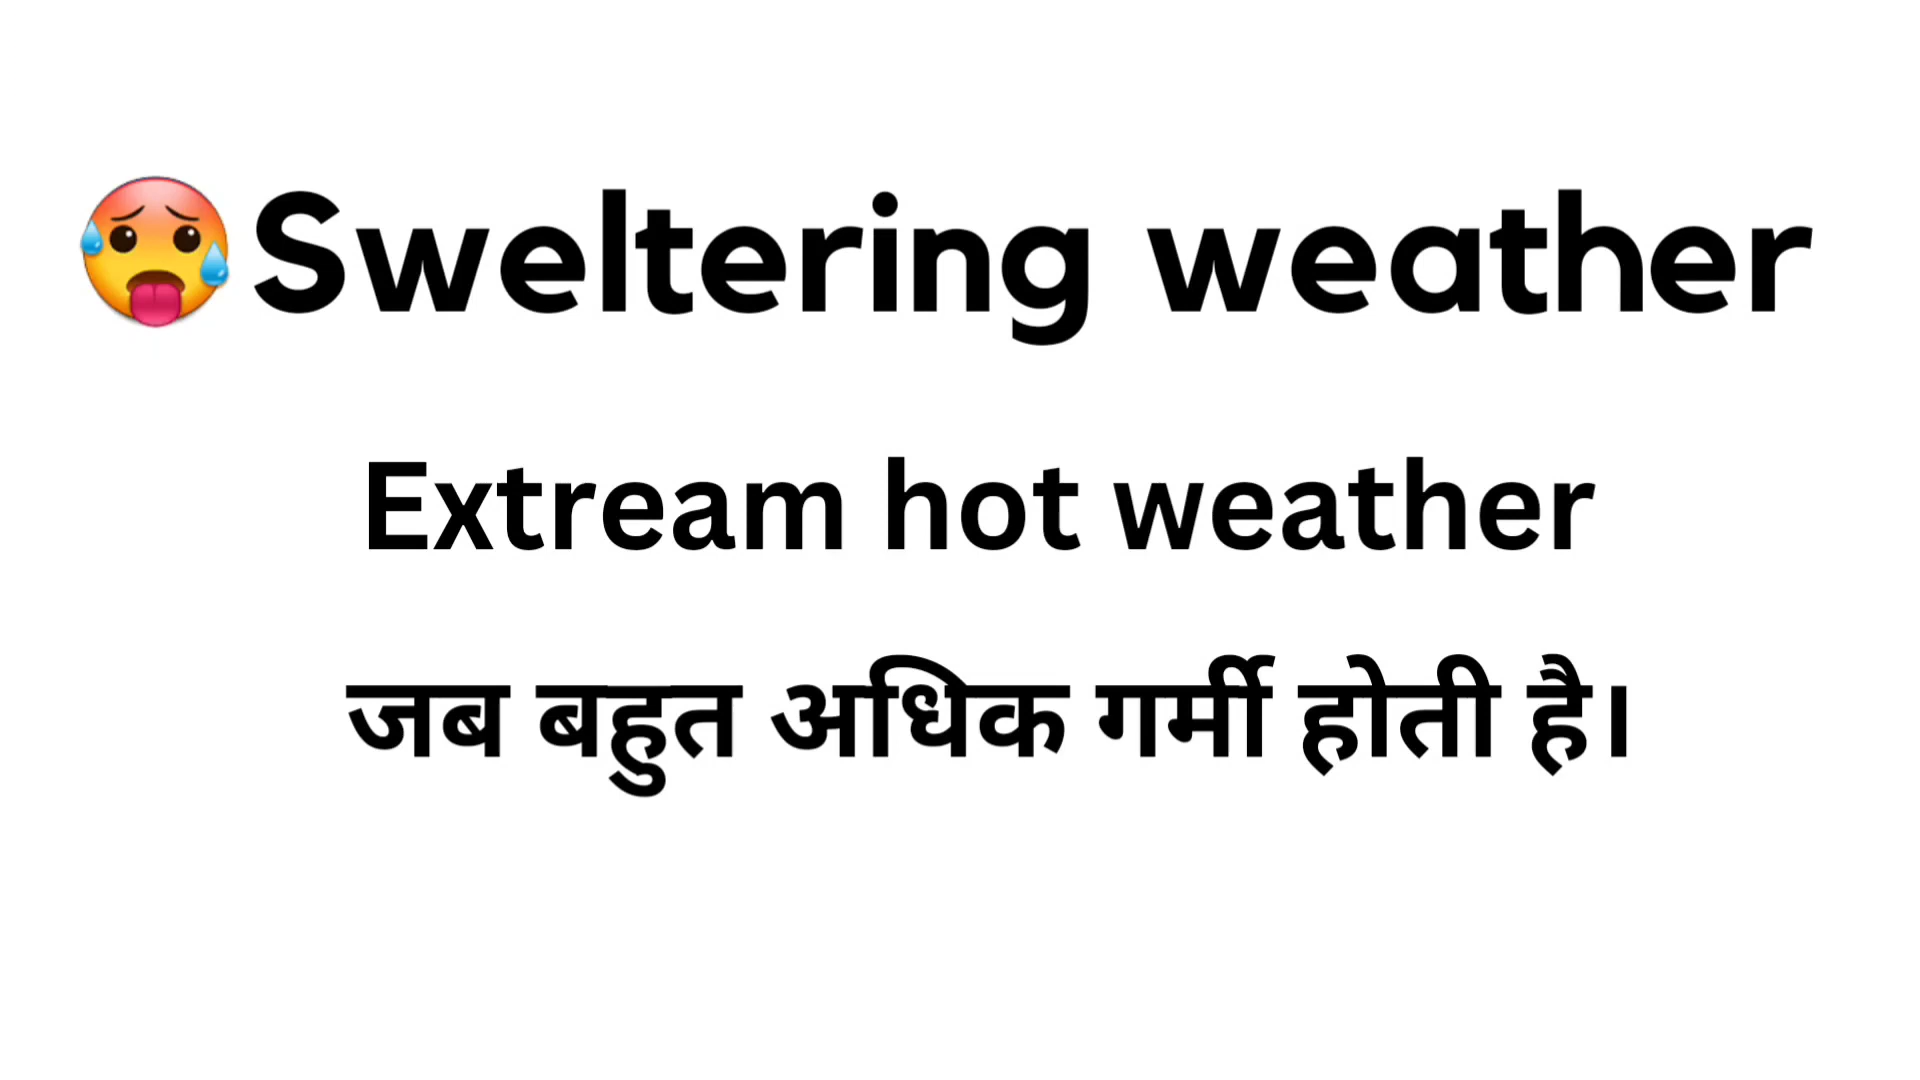 🥵Sweltering weather
Extream hot weather
जब बहुत अधिक गर्मी होती है।